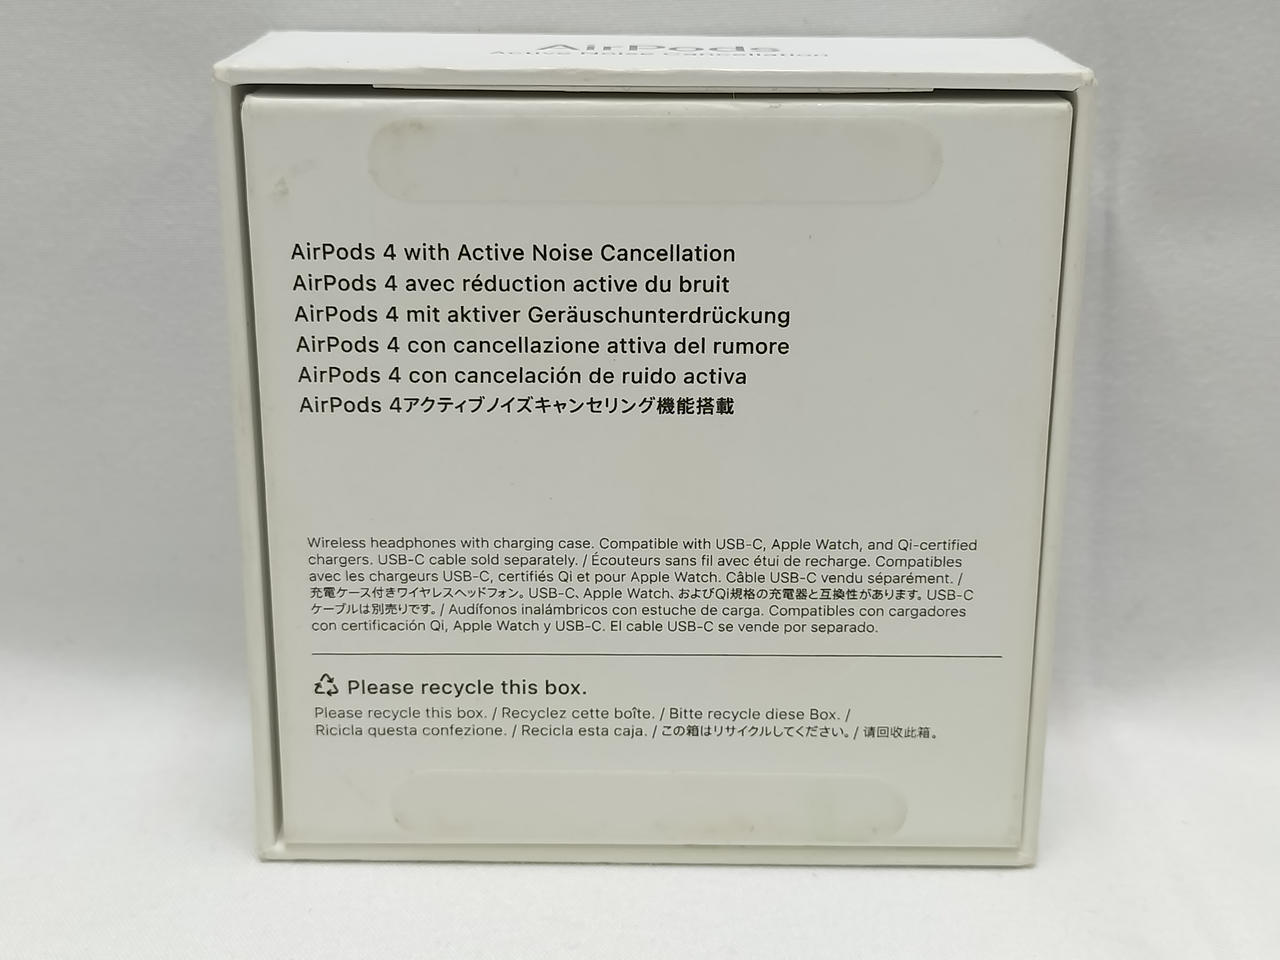 AirPods
Active Noise Cancellation
AirPods 4 with Active Noise Cancellation
AirPods 4 avec réduction active du bruit
AirPods 4 mit aktiver Geräuschunterdrückung
AirPods 4 con cancellazione attiva del rumore
AirPods 4 con cancelación de ruido activa
AirPods 4アクティブノイズキャンセリング機能搭載
Wireless headphones with charging case. Compatible with USB-C, Apple Watch, and Qi-certified
chargers. USB-C cable sold separately. / Écouteurs sans fil avec étui de recharge. Compatibles
avec les chargeurs USB-C, certifiés Qi et pour Apple Watch. Câble USB-C vendu séparément. /
充電ケース付きワイヤレスヘッドフォン。USB-C、Apple Watch、およびQi規格の充電器と互換性があります。USB-C
ケーブルは別売りです。/ Audífonos inalámbricos con estuche de carga. Compatibles con cargadores
con certificación Qi, Apple Watch y USB-C. El cable USB-C se vende por separado.
Please recycle this box.
Please recycle this box. / Recyclez cette boîte. / Bitte recycle diese Box. /
Ricicla questa confezione. / Recicla esta caja. / この箱はリサイクルしてください。/ 请回收此箱。